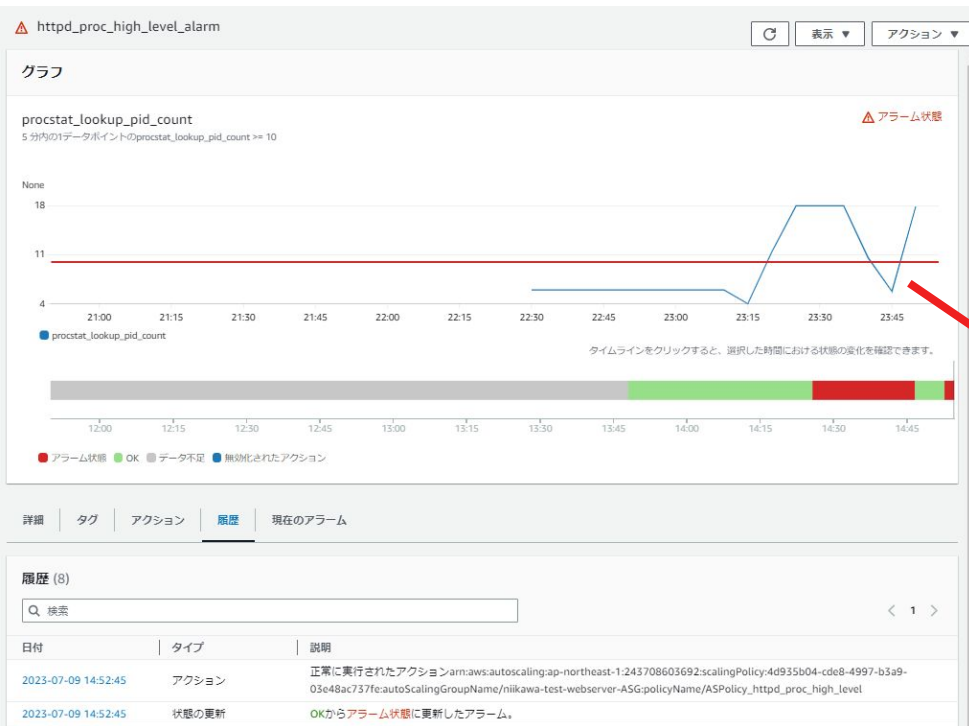 httpd_proc_high_level_alarm
表示 ▼
アクション ▼
グラフ
procstat_lookup_pid_count
アラーム状態
5 分内の1データポイントのprocstat_lookup_pid_count >= 10
None
18
11
4
21:00 21:15 21:30 21:45 22:00 22:15 22:30 22:45 23:00 23:15 23:30 23:45
procstat_lookup_pid_count
タイムラインをクリックすると、選択した時間における状態の変化を確認できます。
12:00 12:15 12:30 12:45 13:00 13:15 13:30 13:45 14:00 14:15 14:30 14:45
アラーム状態 OK データ不足 無効化されたアクション
詳細 タグ アクション 履歴 現在のアラーム
履歴 (8)
検索
1
日付 タイプ 説明
正常に実行されたアクションarn:aws:autoscaling:ap-northeast-1:243708603692:scalingPolicy:4d935b04-cde8-4997-b3a9-
2023-07-09 14:52:45 アクション
03e48ac737fe:autoScalingGroupName/niikawa-test-webserver-ASG:policyName/ASPolicy_httpd_proc_high_level
2023-07-09 14:52:45 状態の更新 OKからアラーム状態に更新したアラーム。